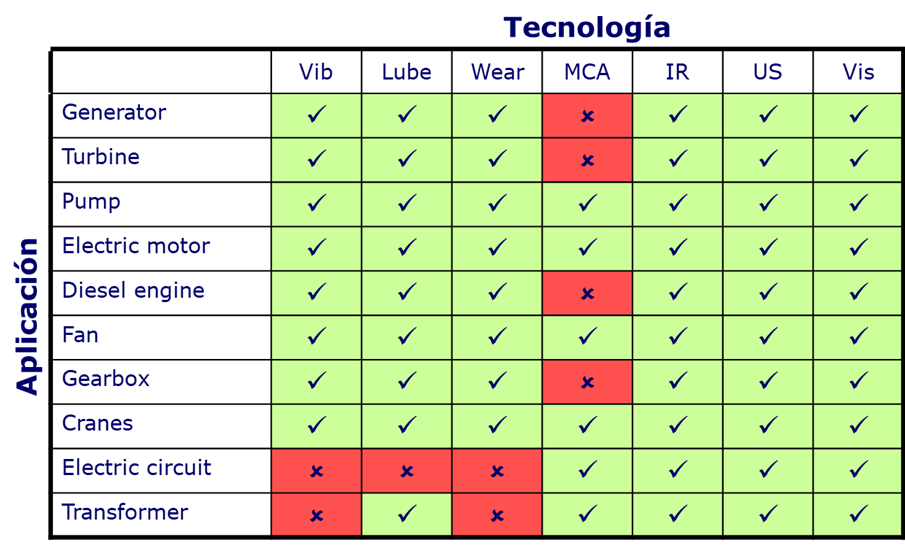 Tecnología
Vib Lube Wear MCA IR US Vis
Aplicación
Generator ✓ ✓ ✓ ✘ ✓ ✓ ✓
Turbine ✓ ✓ ✓ ✘ ✓ ✓ ✓
Pump ✓ ✓ ✓ ✓ ✓ ✓ ✓
Electric motor ✓ ✓ ✓ ✓ ✓ ✓ ✓
Diesel engine ✓ ✓ ✓ ✘ ✓ ✓ ✓
Fan ✓ ✓ ✓ ✓ ✓ ✓ ✓
Gearbox ✓ ✓ ✓ ✘ ✓ ✓ ✓
Cranes ✓ ✓ ✓ ✓ ✓ ✓ ✓
Electric circuit ✘ ✘ ✘ ✓ ✓ ✓ ✓
Transformer ✘ ✓ ✘ ✓ ✓ ✓ ✓